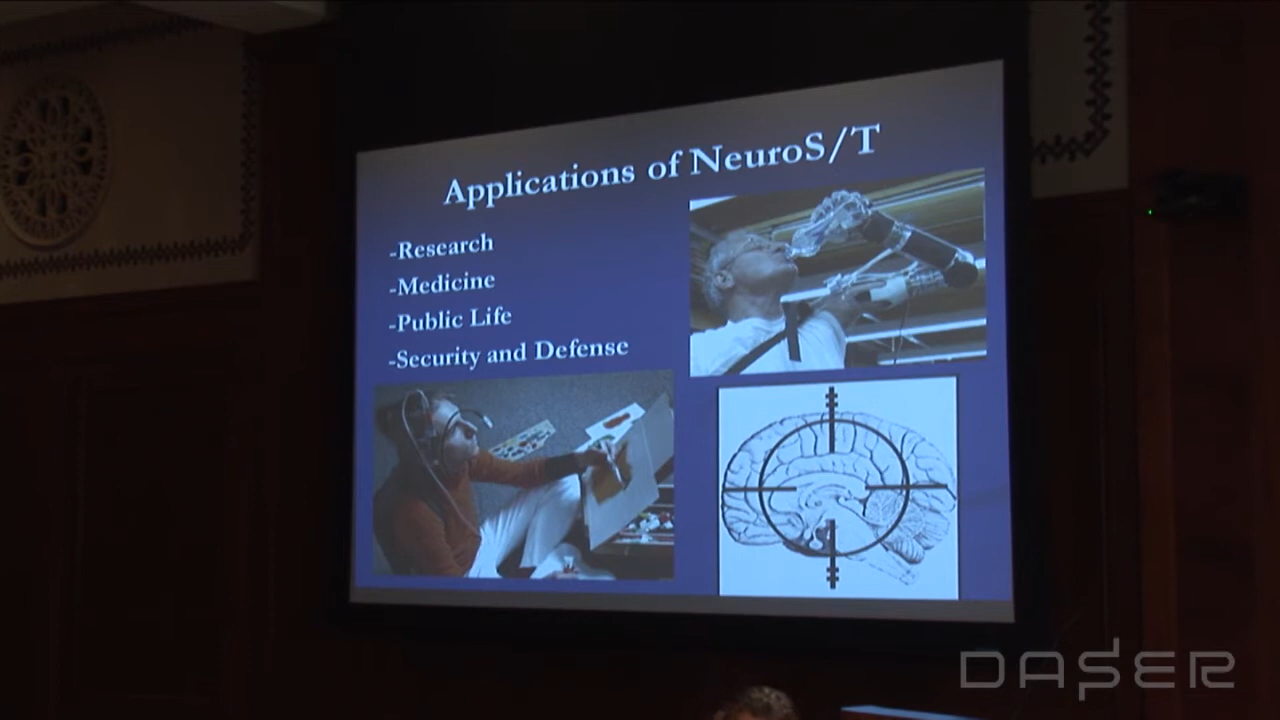 Applications of NeuroS/T
-Research
-Medicine
-Public Life
-Security and Defense
DASER